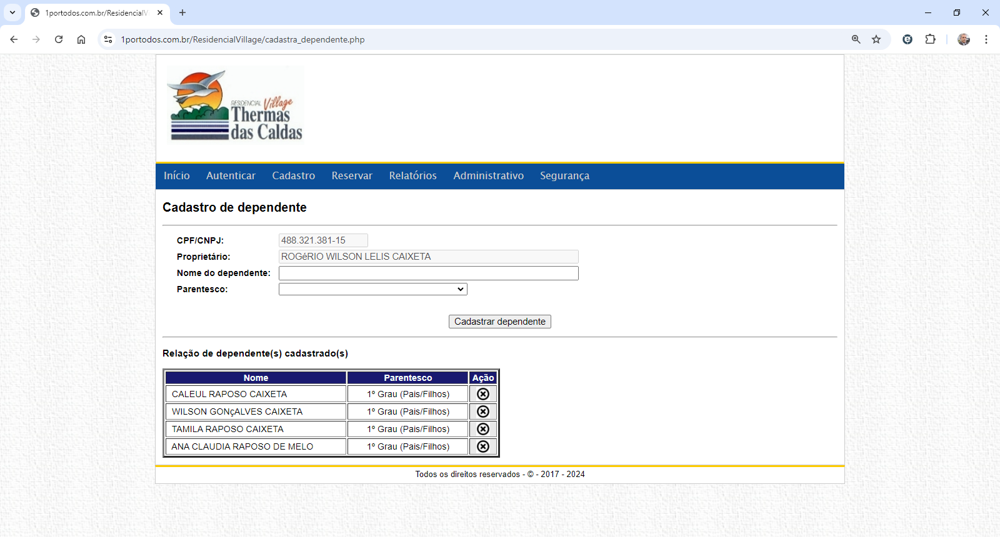 1portodos.com.br/ResidencialV
1portodos.com.br/ResidencialVillage/cadastra_dependente.php
RESIDENCIAL Village
Thermas
das Caldas
Início Autenticar Cadastro Reservar Relatórios Administrativo Segurança
Cadastro de dependente
CPF/CNPJ: 488.321.381-15
Proprietário: ROGéRIO WILSON LELIS CAIXETA
Nome do dependente:
Parentesco:
Cadastrar dependente
Relação de dependente(s) cadastrado(s)
Nome Parentesco Ação
CALEUL RAPOSO CAIXETA 1º Grau (Pais/Filhos)
WILSON GONçALVES CAIXETA 1º Grau (Pais/Filhos)
TAMILA RAPOSO CAIXETA 1º Grau (Pais/Filhos)
ANA CLAUDIA RAPOSO DE MELO 1º Grau (Pais/Filhos)
Todos os direitos reservados - © - 2017 - 2024